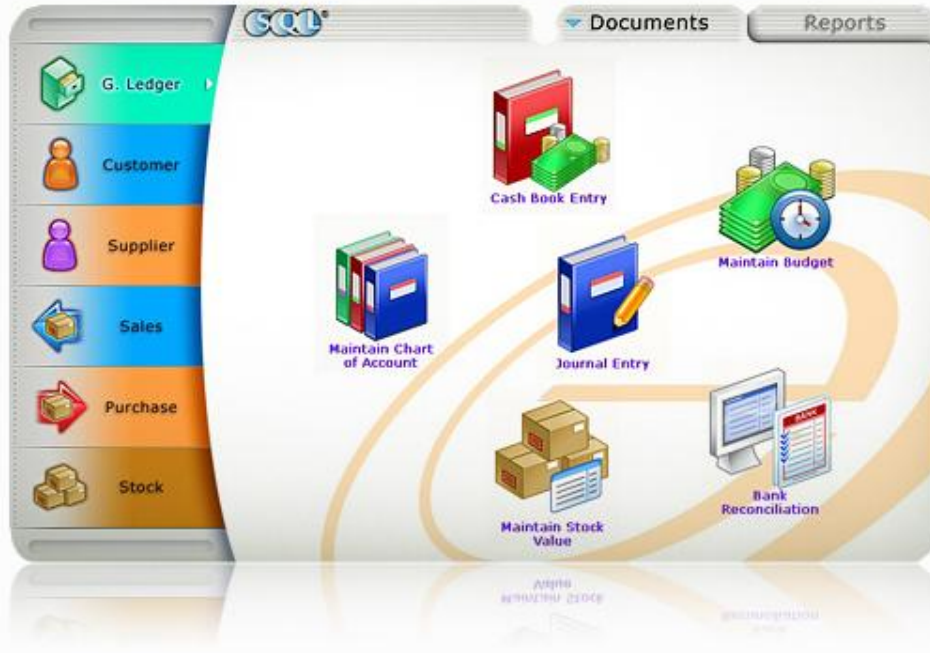 SQL®
Documents
Reports
G. Ledger
Customer
Supplier
Sales
Purchase
Stock
Cash Book Entry
Maintain Budget
Maintain Chart
of Account
Journal Entry
BANK
Maintain Stock
Value
Bank
Reconciliation